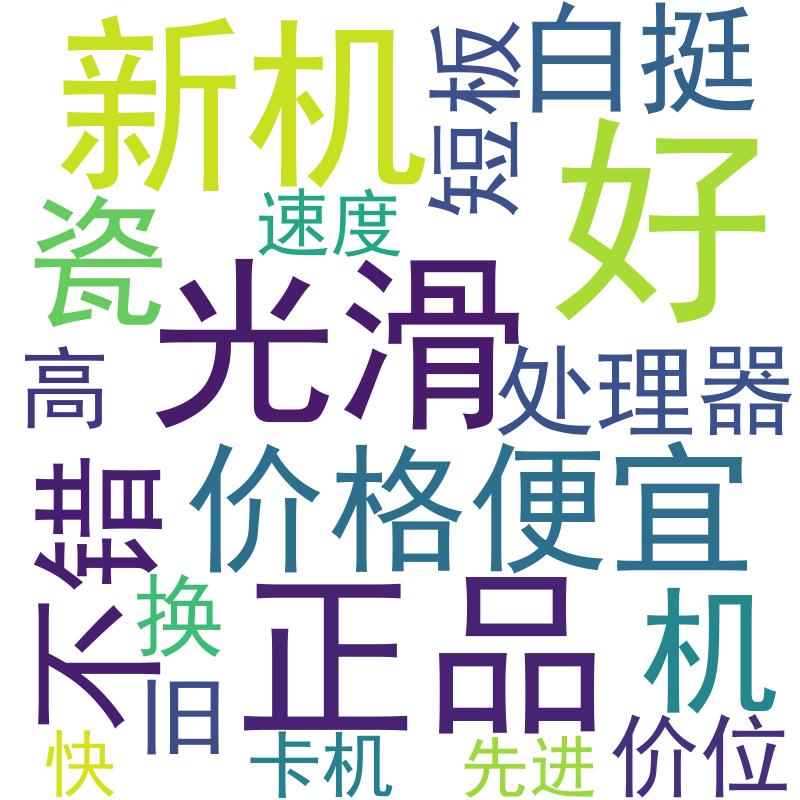 新机
短板
白挺
好
瓷
速度
光滑
高
处理器
价格便宜
不错
换
正品
机
旧
快
卡机
先进
价位